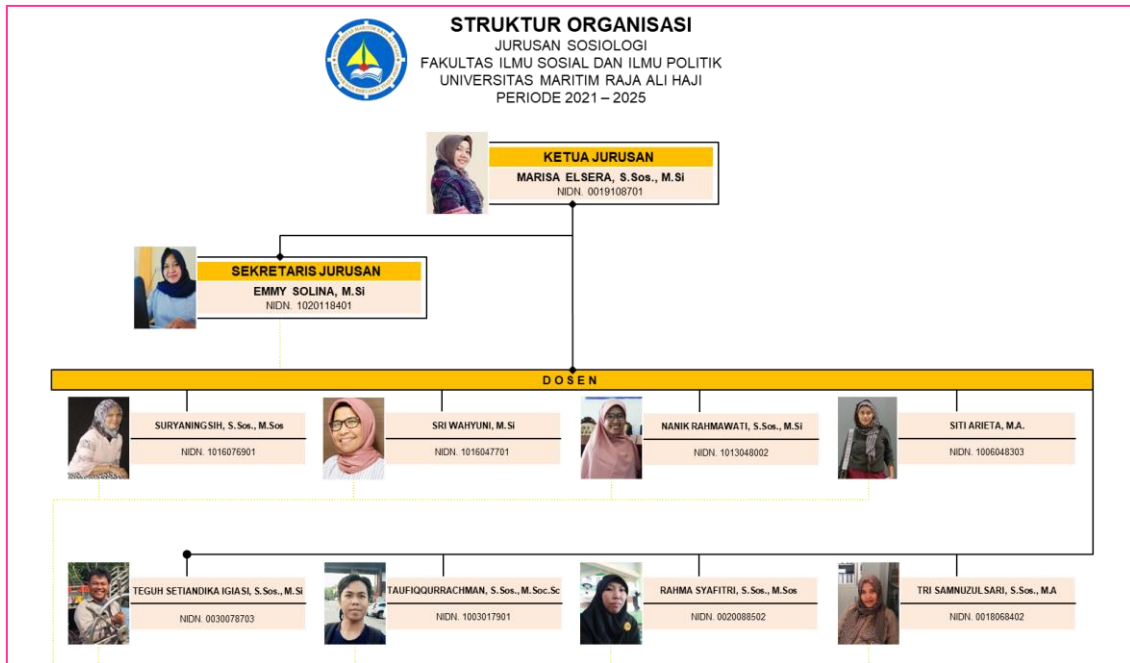 STRUKTUR ORGANISASI
JURUSAN SOSIOLOGI
FAKULTAS ILMU SOSIAL DAN ILMU POLITIK
UNIVERSITAS MARITIM RAJA ALI HAJI
PERIODE 2021 – 2025
KETUA JURUSAN
MARISA ELSERA, S.Sos., M.Si
NIDN. 0019108701
SEKRETARIS JURUSAN
EMMY SOLINA, M.Si
NIDN. 1020118401
D O S E N
SURYANINGSIH, S.Sos., M.Sos
NIDN. 1016076901
SRI WAHYUNI, M.Si
NIDN. 1016047701
NANIK RAHMAWATI, S.Sos., M.Si
NIDN. 1013048002
SITI ARIETA, M.A.
NIDN. 1006048303
TEGUH SETIANDIKA IGIASI, S.Sos., M.Si
NIDN. 0030078703
TAUFIQQURRACHMAN, S.Sos., M.Soc.Sc
NIDN. 1003017901
RAHMA SYAFITRI, S.Sos., M.Sos
NIDN. 0020088502
TRI SAMNUZULSARI, S.Sos., M.A
NIDN. 0018068402